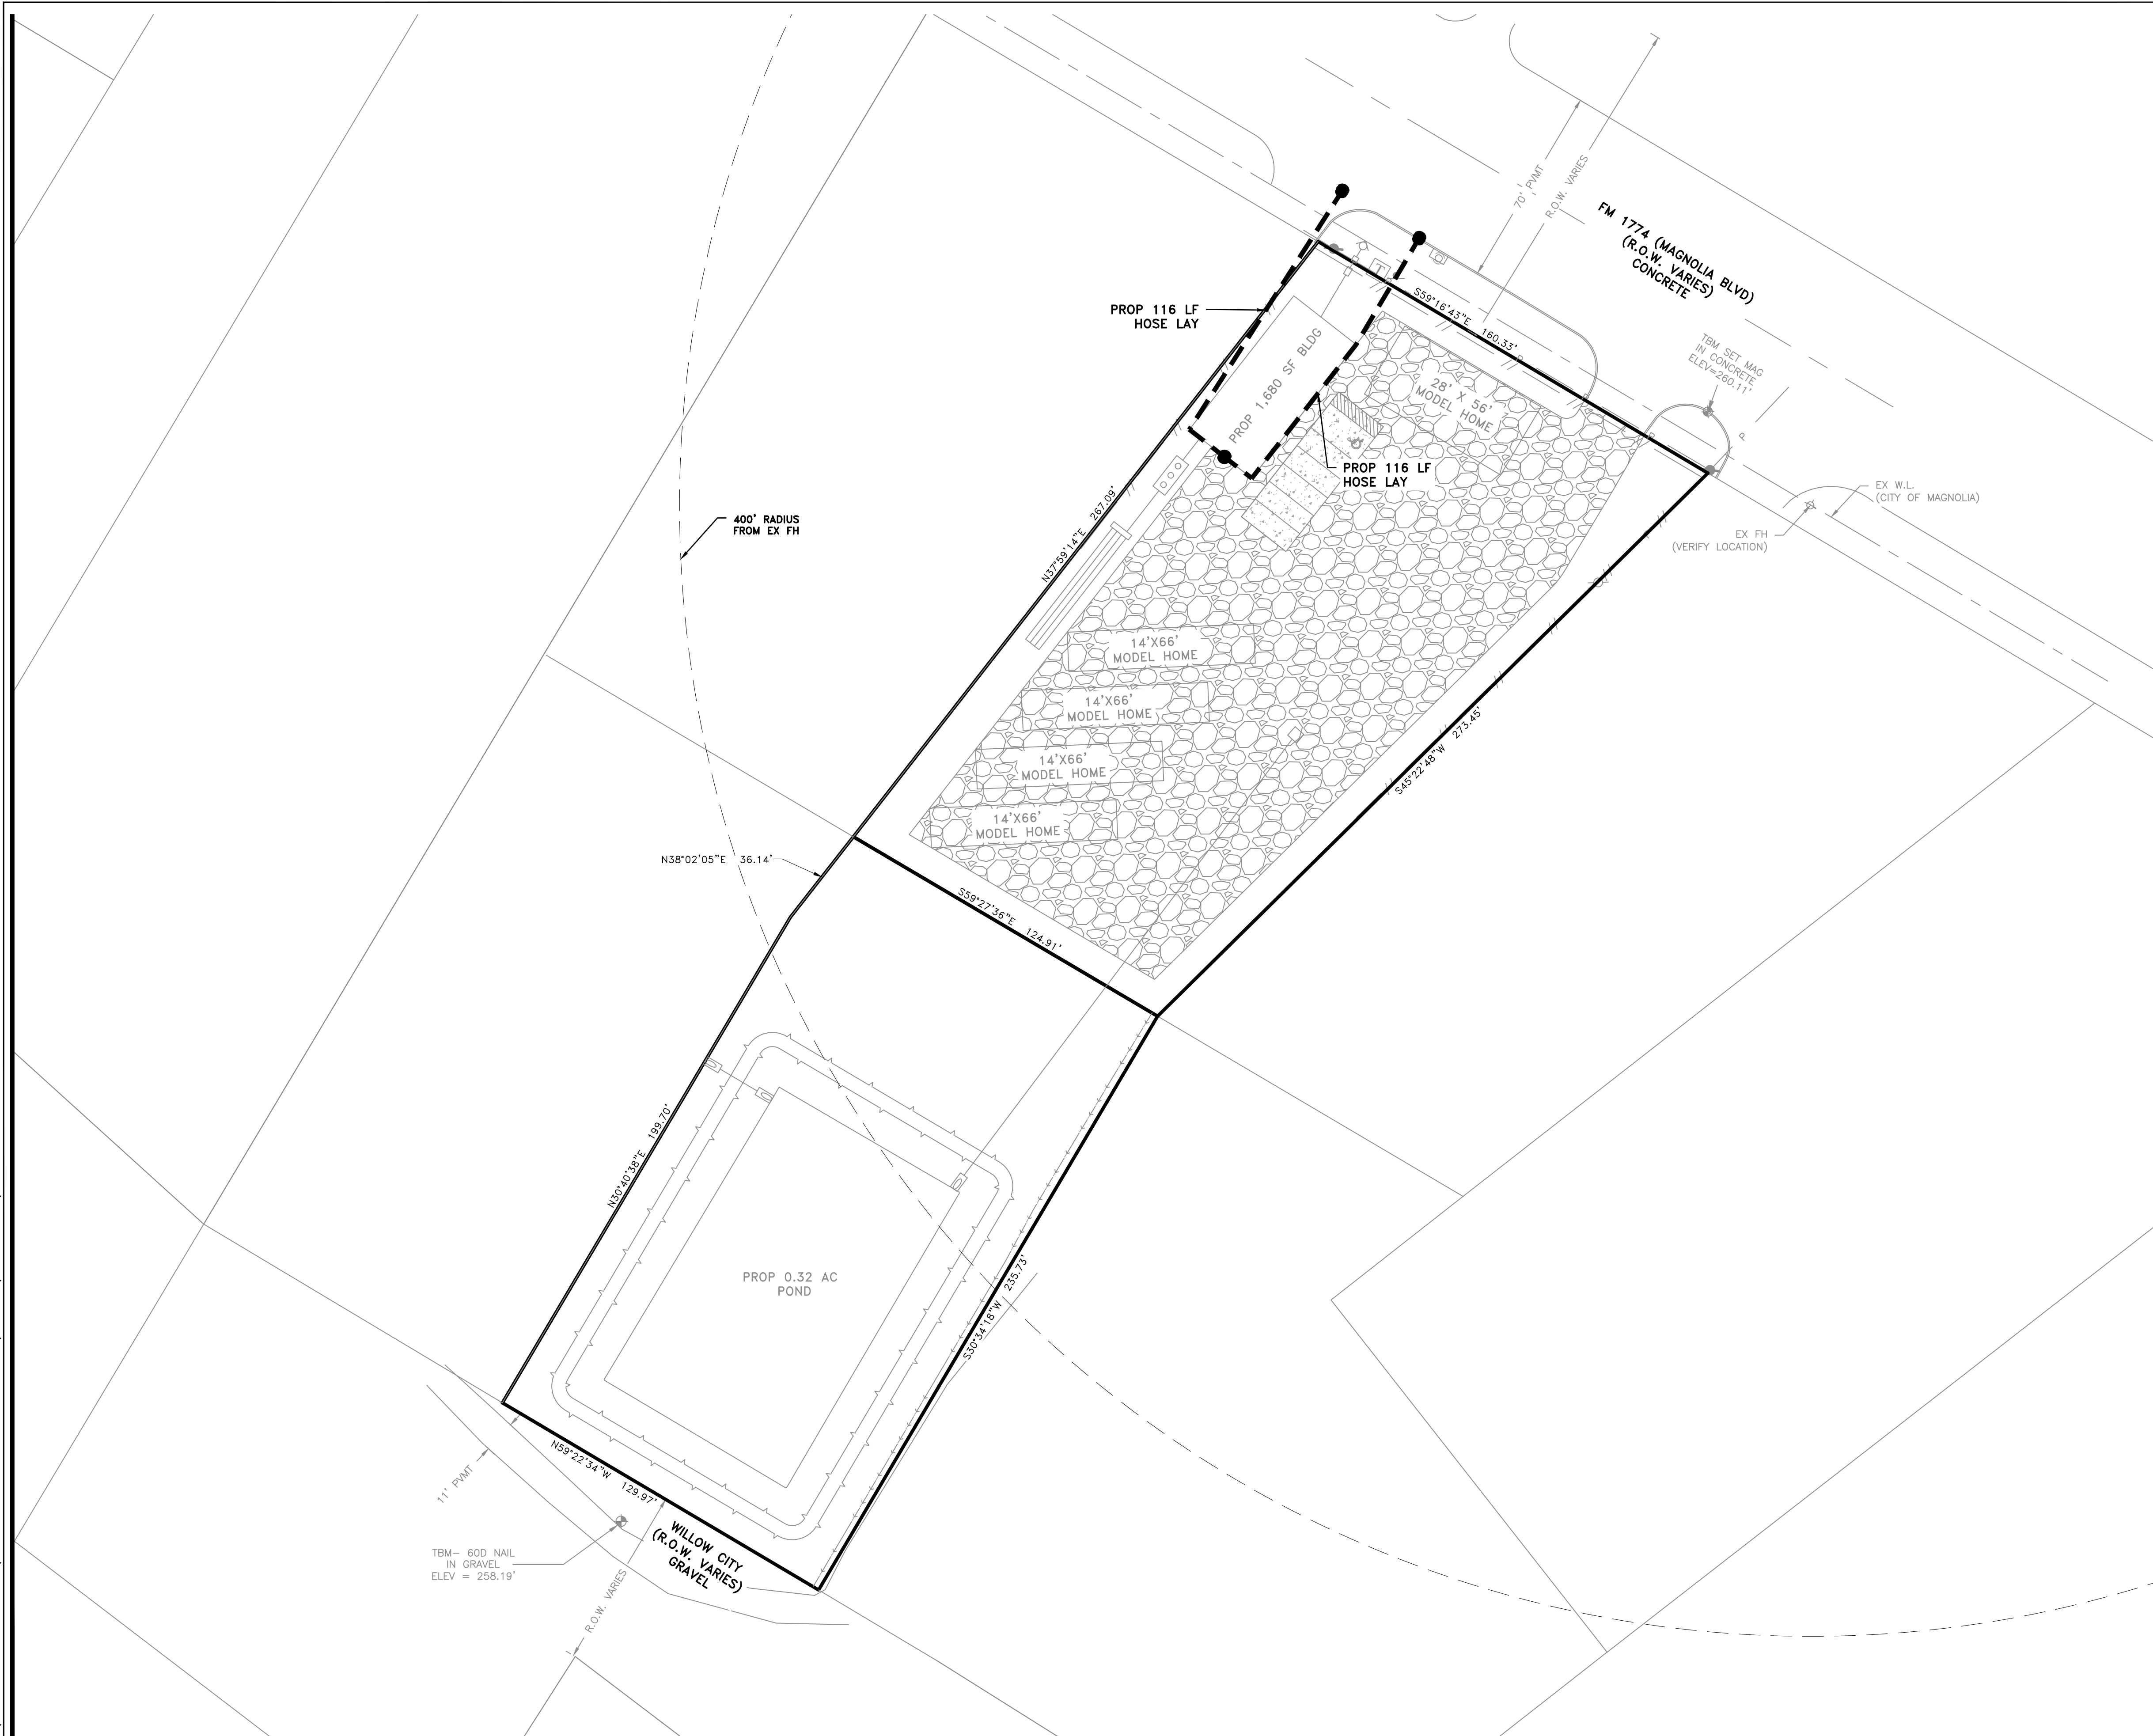 70' PVMT
R.O.W. VARIES
FM 1774 (MAGNOLIA BLVD)
(R.O.W. VARIES)
CONCRETE
PROP 116 LF
HOSE LAY
S59°16'43"E 160.33'
TBM SET MAG
IN CONCRETE
ELEV=260.11'
PROP 1,680 SF BLDG
28' X 56'
MODEL HOME
T
P
PROP 116 LF
HOSE LAY
EX W.L.
(CITY OF MAGNOLIA)
EX FH
(VERIFY LOCATION)
400' RADIUS
FROM EX FH
N37°59'14"E 267.09'
14'X66'
MODEL HOME
14'X66'
MODEL HOME
14'X66'
MODEL HOME
14'X66'
MODEL HOME
S45°22'48"W 273.45'
N38°02'05"E 36.14'
S59°27'36"E 124.91'
N30°40'38"E 199.70'
PROP 0.32 AC
POND
S30°34'18"W 235.73'
11' PVMT
N59°22'34"W 129.97'
WILLOW CITY
(R.O.W. VARIES)
GRAVEL
TBM- 60D NAIL
IN GRAVEL
ELEV = 258.19'
R.O.W. VARIES